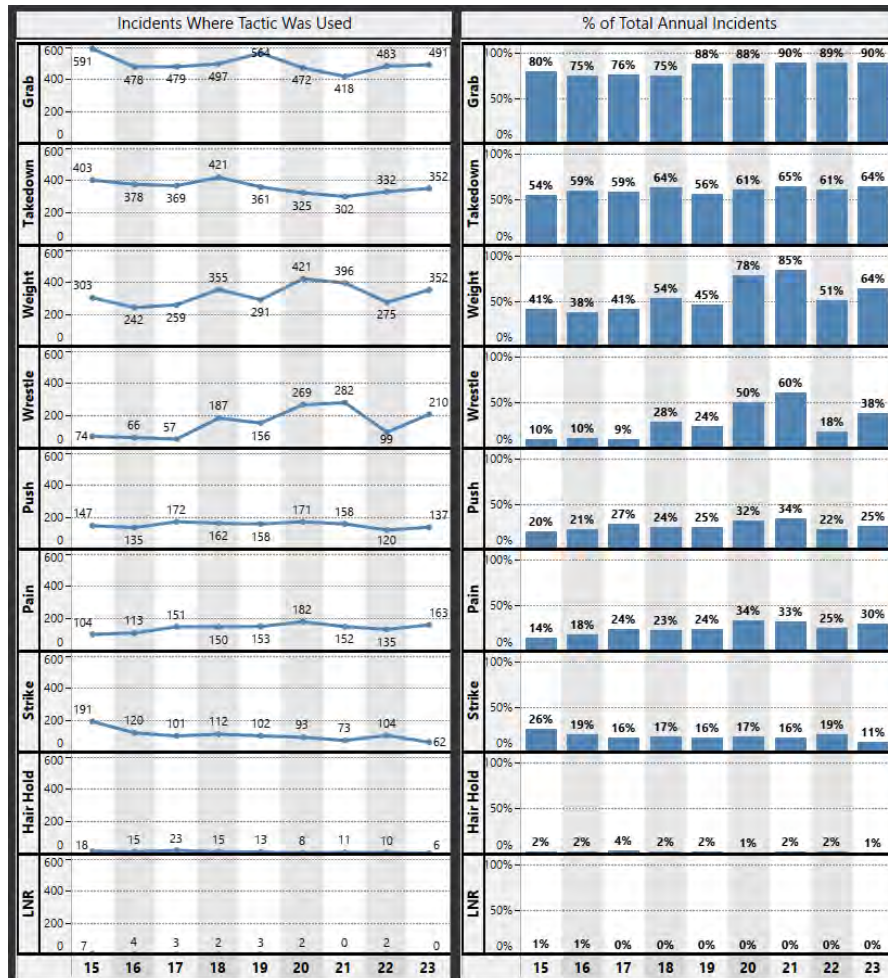 Incidents Where Tactic Was Used
% of Total Annual Incidents
Grab
600
400
200
0
591 478 479 497 564 472 418 483 491
100%
50%
0%
80% 75% 76% 75% 88% 88% 90% 89% 90%
Takedown
600
400
200
0
403 378 369 421 361 325 302 332 352
100%
50%
0%
54% 59% 59% 64% 56% 61% 65% 61% 64%
Weight
600
400
200
0
303 242 259 355 291 421 396 275 352
100%
50%
0%
41% 38% 41% 54% 45% 78% 85% 51% 64%
Wrestle
600
400
200
0
74 66 57 187 156 269 282 99 210
100%
50%
0%
10% 10% 9% 28% 24% 50% 60% 18% 38%
Push
600
400
200
0
147 135 172 162 158 171 158 120 137
100%
50%
0%
20% 21% 27% 24% 25% 32% 34% 22% 25%
Pain
600
400
200
0
104 113 151 150 153 182 152 135 163
100%
50%
0%
14% 18% 24% 23% 24% 34% 33% 25% 30%
Strike
600
400
200
0
191 120 101 112 102 93 73 104 62
100%
50%
0%
26% 19% 16% 17% 16% 17% 16% 19% 11%
Hair Hold
600
400
200
0
18 15 23 15 13 8 11 10 6
100%
50%
0%
2% 2% 4% 2% 2% 1% 2% 2% 1%
LNR
600
400
200
0
7 4 3 2 3 2 0 2 0
100%
50%
0%
1% 1% 0% 0% 0% 0% 0% 0% 0%
15 16 17 18 19 20 21 22 23
15 16 17 18 19 20 21 22 23